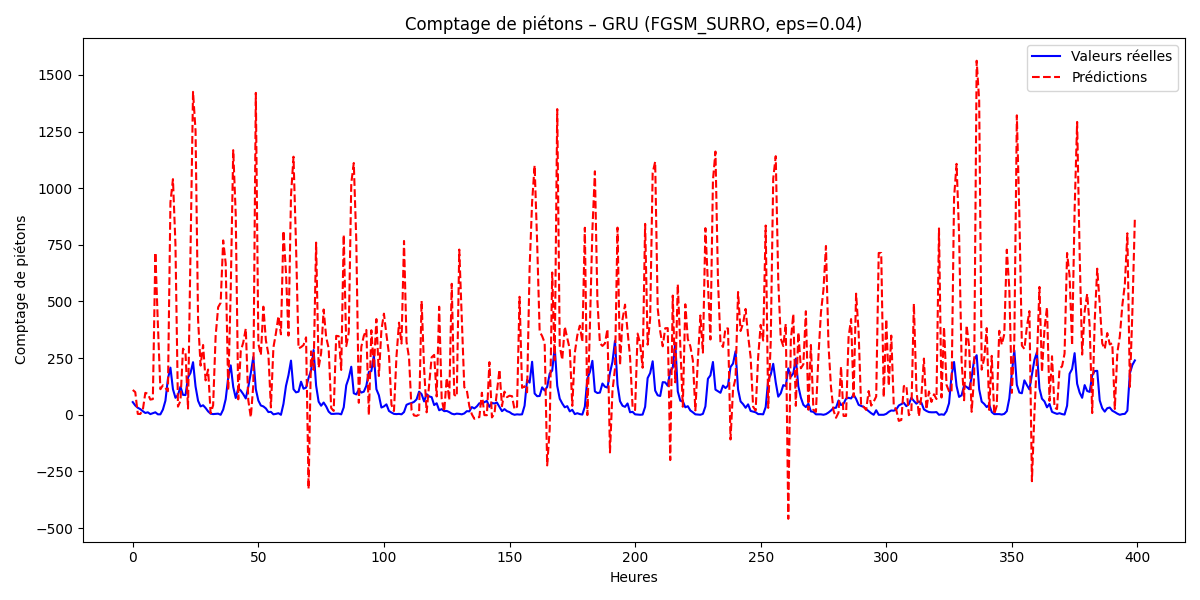 Comptage de piétons – GRU (FGSM_SURRO, eps=0.04)
Valeurs réelles
Prédictions
Comptage de piétons
1500
1250
1000
750
500
250
0
−250
−500
0 50 100 150 200 250 300 350 400
Heures